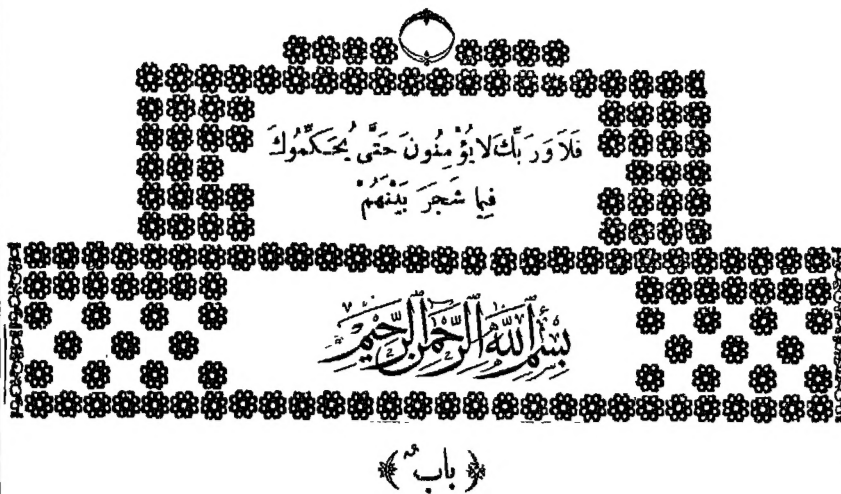 فَلَا وَرَبِّكَ لَا يُؤْمِنُونَ حَتَّى يُحَكِّمُوكَ
فِيمَا شَجَرَ بَيْنَهُمْ
بِسْمِ اللَّهِ الرَّحْمَنِ الرَّحِيمِ
﴿ بابٌ ﴾